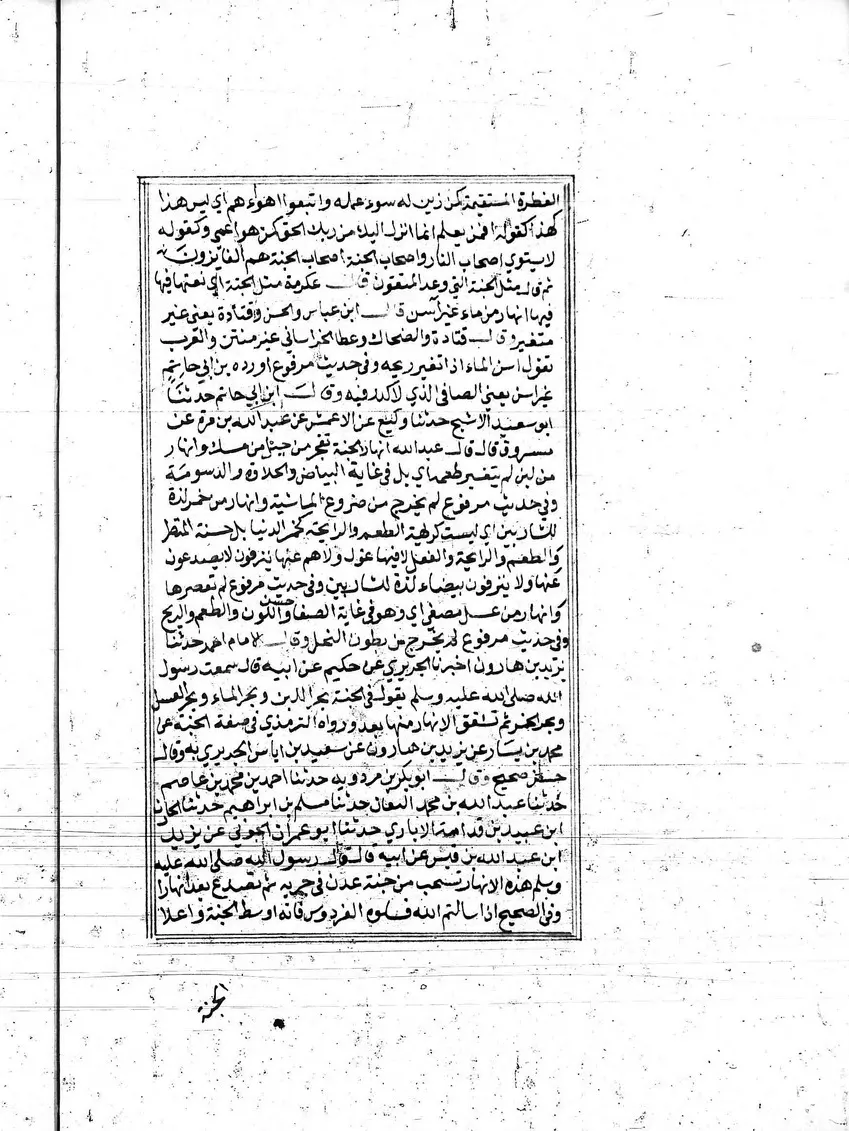 الفطرة المستقيمة كمن زين له سوء عمله واتبعوا اهواءهم اي ليس هذا
كهذا كقوله افمن يعلم انما انزل اليك من ربك الحق كمن هو اعمى وكقوله
لا يستوي اصحاب النار واصحاب الجنة اصحاب الجنة هم الفايزون
ثم قال مثل الجنة التي وعد المتقون قال عكرمة مثل الجنة اي نعتها فيها
فيها انهار من ماء غير آسن قال ابن عباس والحسن وقتادة يعني غير
متغير وقال قتادة والضحاك وعطا الخراساني غير منتن والعرب
تقول اسن الماء اذا تغير ريحه وفي حديث مرفوع اورده بن ابي حاتم
غير اسن يعني الصافي الذي لا كدر فيه وقال ابن ابي حاتم حدثنا
ابو سعيد الاشج حدثنا وكيع عن الاعمش عن عبد الله بن مرة عن
مسروق قال قال عبد الله انهار الجنة تفجر من جبل من مسك وانهار
من لبن لم يتغير طعمه اي بل في غاية البياض والحلاوة والدسومة
وفي حديث مرفوع لم يخرج من ضروع الماشية وانهار من خمر لذة
للشاربين اي ليست كريهة الطعم والرايحة كخمر الدنيا بل حسنة المنظر
والطعم والرايحة والفعل لا فيها غول ولا هم عنها ينزفون لا يصدعون
عنها ولا ينزفون بيضاء لذة للشاربين وفي حديث مرفوع لم تعصرها
وانهار من عسل مصفى اي وهو في غاية الصفا وحسن اللون والطعم والريح
وفي حديث مرفوع لم يخرج من بطون النحل وقال الامام احمد حدثنا
يزيد بن هارون اخبرنا الجريري عن حكيم عن ابيه قال سمعت رسول
الله صلى الله عليه وسلم يقول في الجنة بحر اللبن وبحر الماء وبحر العسل
وبحر الخمر ثم تشقق الانهار منها بعد ورواه الترمذي في صفة الجنة عن
محمد بن يسار عن يزيد بن هارون عن سعيد بن اياس الجريري به وقال
حسن صحيح وقال ابو بكر بن مردويه حدثنا احمد بن محمد بن عاصم
حدثنا عبد الله بن محمد النعمان حدثنا مسلم بن ابراهيم حدثنا الحارث
ابن عبيد بن قدامة الاباري حدثنا ابو عمران الجوني عن يزيد
ابن عبد الله بن قيس عن ابيه قال قال رسول الله صلى الله عليه
وسلم هذه الانهار تشخب من جنة عدن في جوبة ثم تصدع بعد انهارا
وفي الصحيح اذا سالتم الله فسلوه الفردوس فانه اوسط الجنة واعلا
الجنة